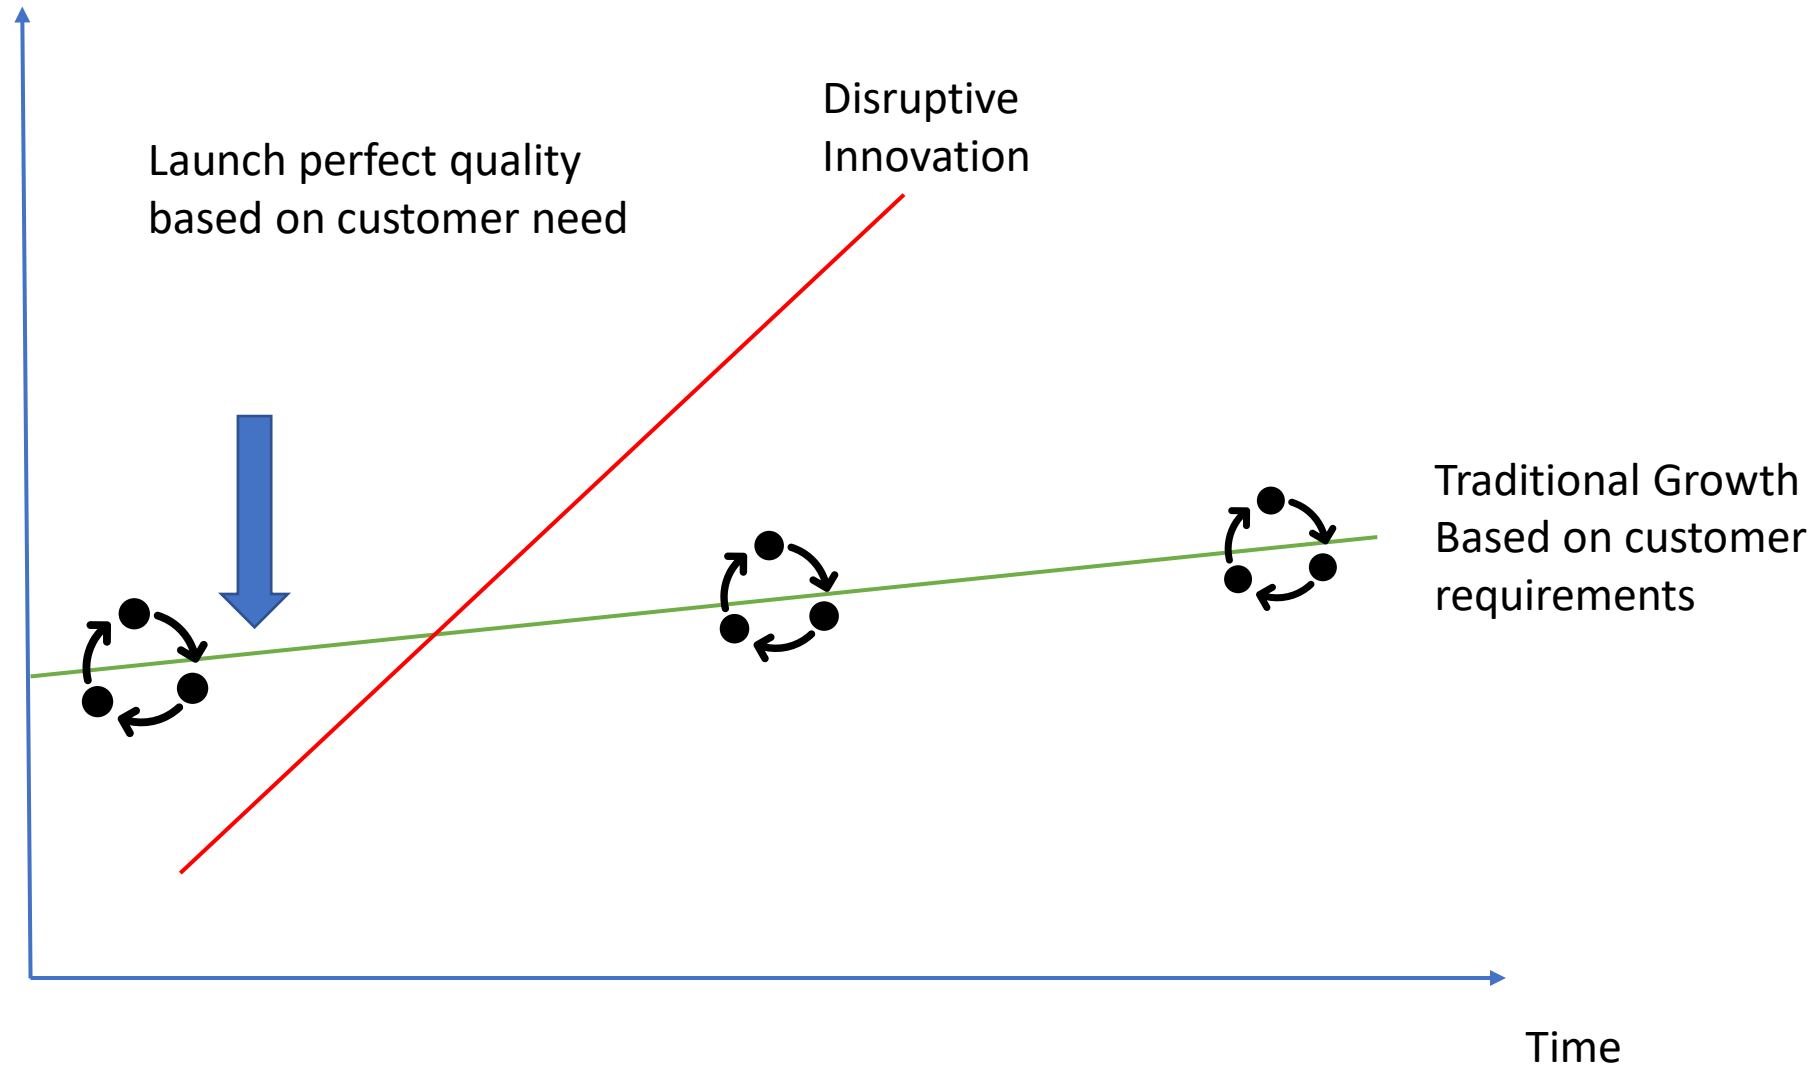 Disruptive
Innovation
Launch perfect quality
based on customer need
Traditional Growth
Based on customer
requirements
Time